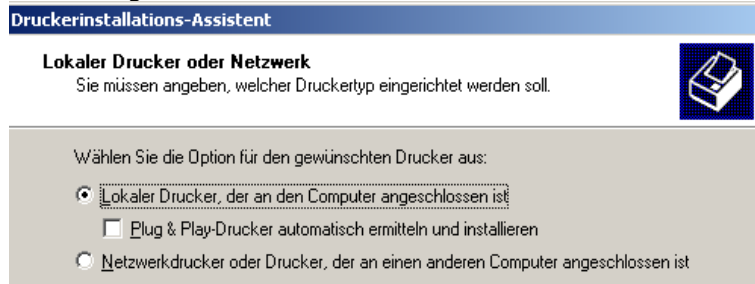 Druckerinstallations-Assistent
Lokaler Drucker oder Netzwerk
Sie müssen angeben, welcher Druckertyp eingerichtet werden soll.
Wählen Sie die Option für den gewünschten Drucker aus:
Lokaler Drucker, der an den Computer angeschlossen ist
Plug & Play-Drucker automatisch ermitteln und installieren
Netzwerkdrucker oder Drucker, der an einen anderen Computer angeschlossen ist